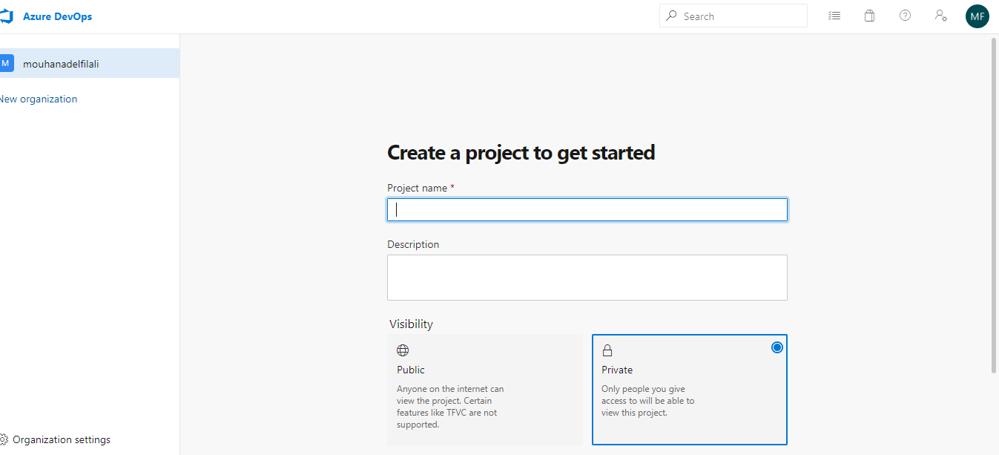 Azure DevOps
Search
MF
M
mouhanadelfilali
New organization
Create a project to get started
Project name *
Description
Visibility
Public
Anyone on the internet can
view the project. Certain
features like TFVC are not
supported.
Private
Only people you give
access to will be able to
view this project.
Organization settings